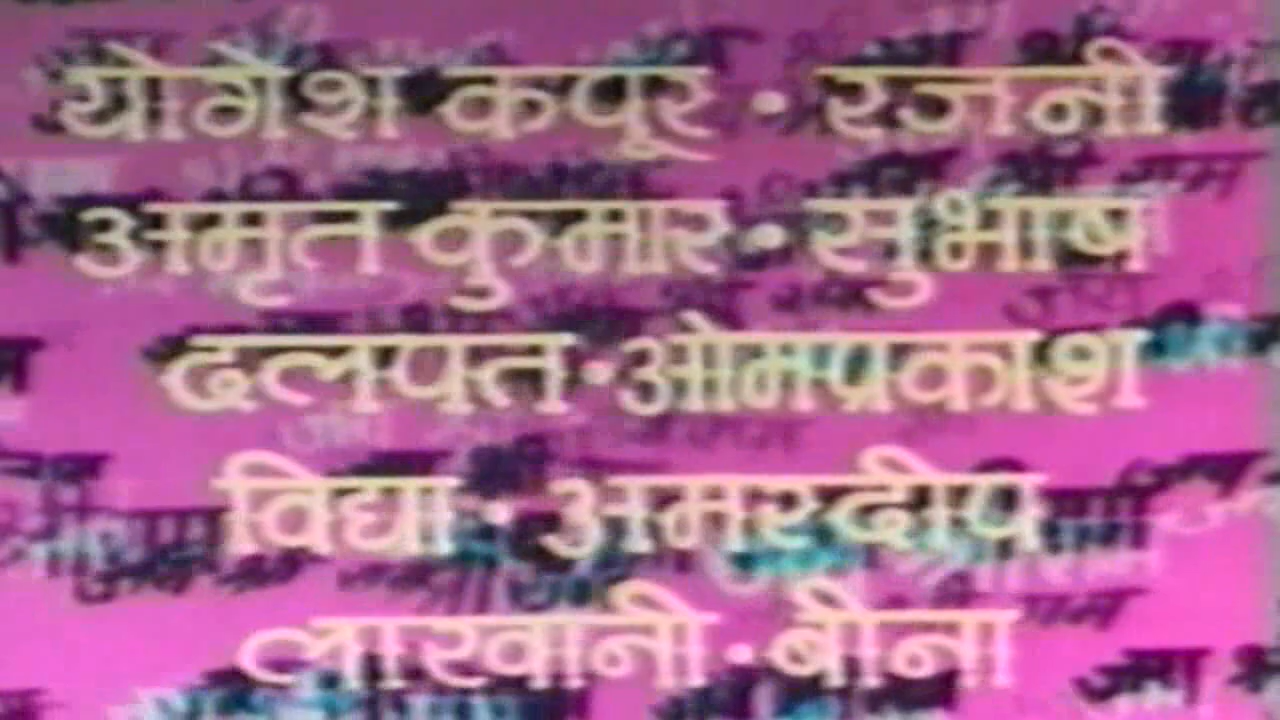 योगेश कपूर · रजनी
अमृत कुमार · सुभाष
दलपत · ओमप्रकाश
विद्या · अमरदीप
लाखानी · बीना